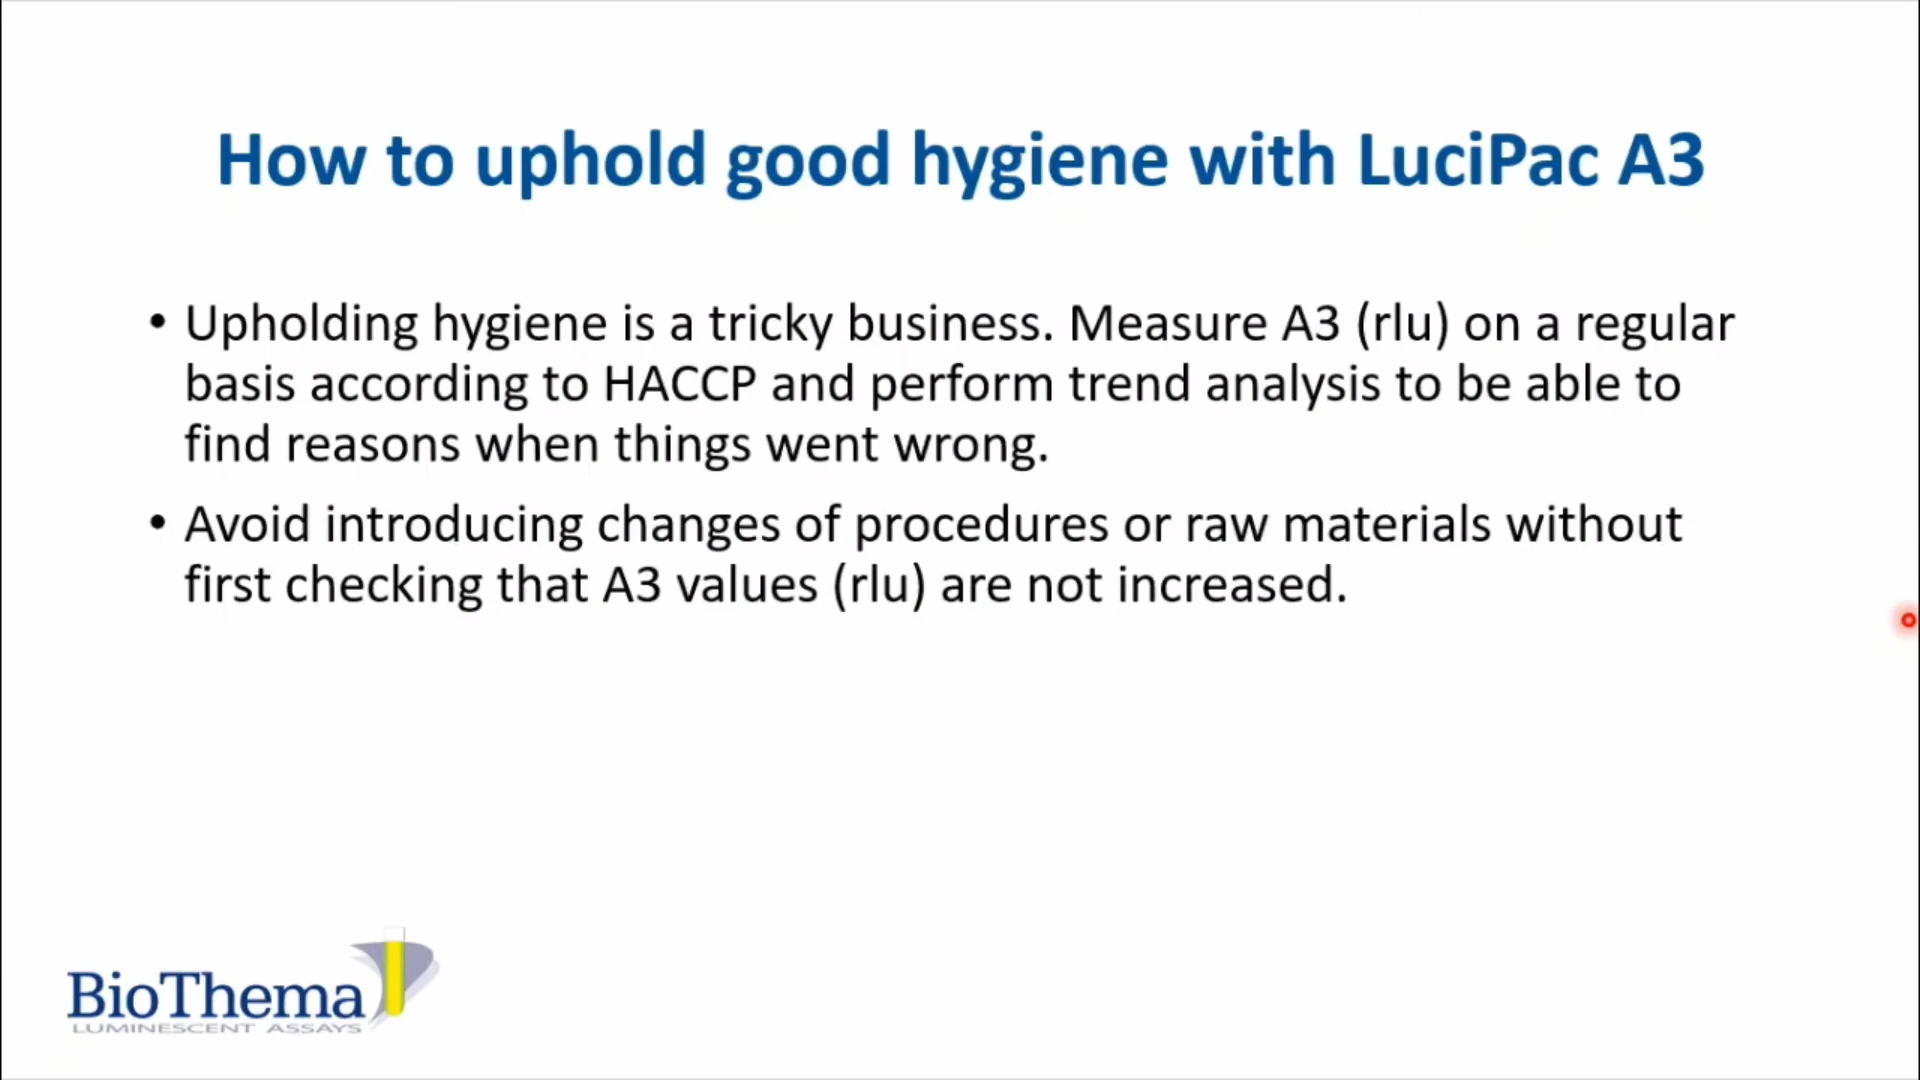 How to uphold good hygiene with LuciPac A3
• Upholding hygiene is a tricky business. Measure A3 (rlu) on a regular
basis according to HACCP and perform trend analysis to be able to
find reasons when things went wrong.
• Avoid introducing changes of procedures or raw materials without
first checking that A3 values (rlu) are not increased.
BioThema
LUMINESCENT ASSAYS